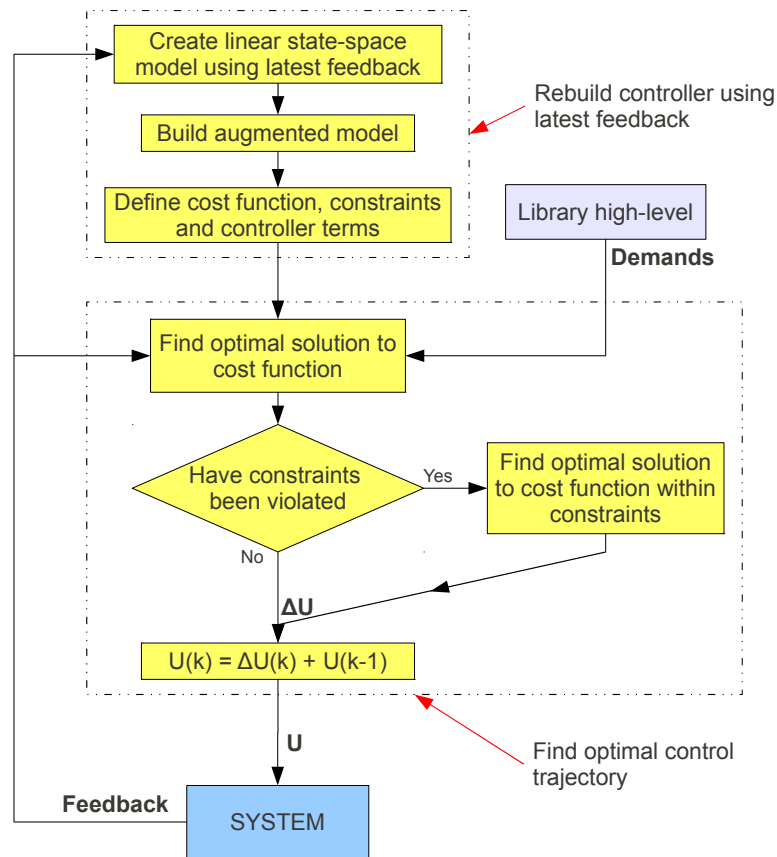 Create linear state-space
model using latest feedback
Rebuild controller using
latest feedback
Build augmented model
Define cost function, constraints
and controller terms
Library high-level
Demands
Find optimal solution to
cost function
Have constraints
been violated
Yes
Find optimal solution
to cost function within
constraints
No
ΔU
U(k) = ΔU(k) + U(k-1)
U
Find optimal control
trajectory
Feedback
SYSTEM